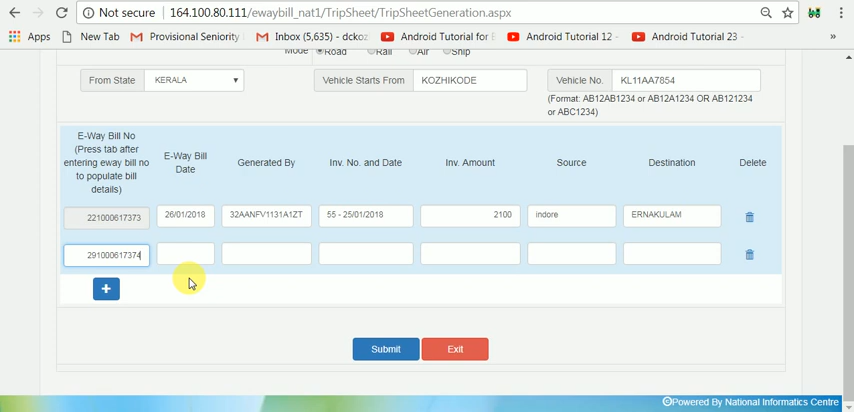 Not secure | 164.100.80.111/ewaybill_nat1/TripSheet/TripSheetGeneration.aspx
Apps New Tab Provisional Seniority Inbox (5,635) - dckoz Android Tutorial for E Android Tutorial 12 - Android Tutorial 23 - »
Mode Road Rail Air Ship
From State KERALA Vehicle Starts From KOZHIKODE Vehicle No. KL11AA7854
(Format: AB12AB1234 or AB12A1234 OR AB121234
or ABC1234)
E-Way Bill No
(Press tab after
entering eway bill no
to populate bill
details)
E-Way Bill
Date
Generated By
Inv. No. and Date
Inv. Amount
Source
Destination
Delete
221000617373 26/01/2018 32AANFV1131A1ZT 55 - 25/01/2018 2100 indore ERNAKULAM
291000617374
+
Submit Exit
©Powered By National Informatics Centre